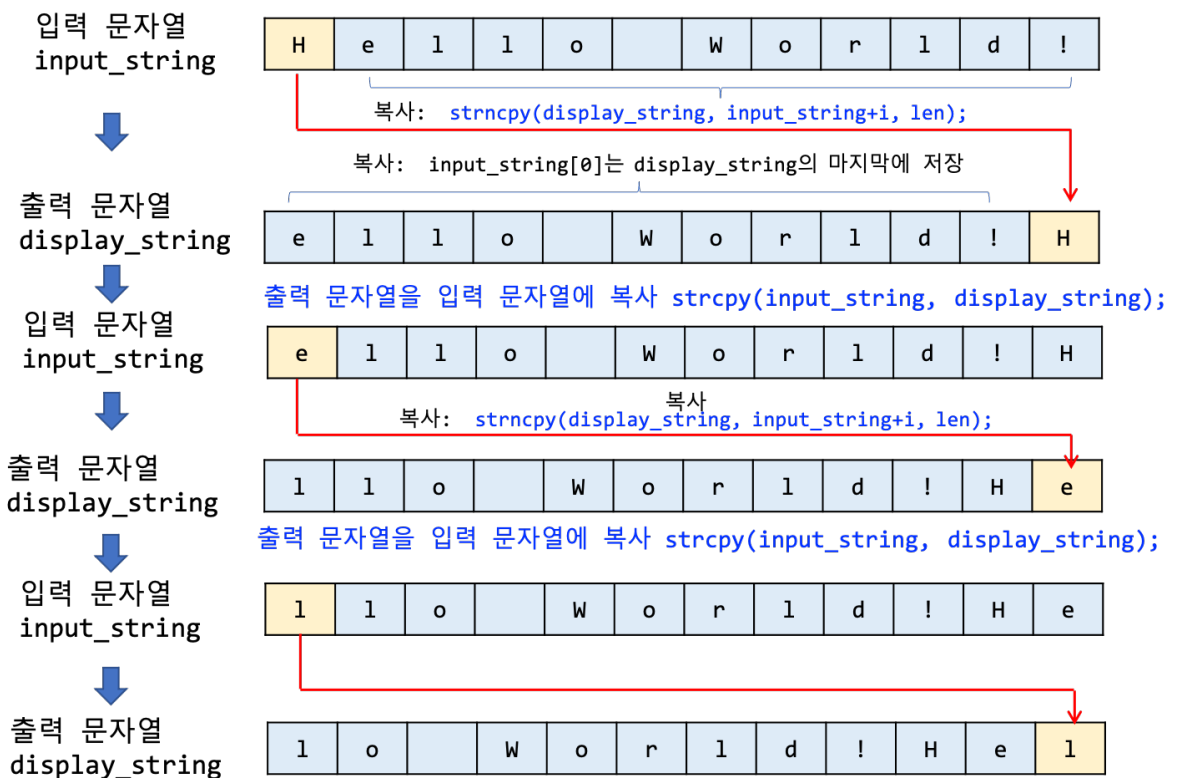 입력 문자열
input_string
H e l l o W o r l d !
복사: strncpy(display_string, input_string+i, len);
복사: input_string[0]는 display_string의 마지막에 저장
출력 문자열
display_string
e l l o W o r l d ! H
출력 문자열을 입력 문자열에 복사 strcpy(input_string, display_string);
입력 문자열
input_string
e l l o W o r l d ! H
복사
복사: strncpy(display_string, input_string+i, len);
출력 문자열
display_string
l l o W o r l d ! H e
출력 문자열을 입력 문자열에 복사 strcpy(input_string, display_string);
입력 문자열
input_string
l l o W o r l d ! H e
출력 문자열
display_string
l o W o r l d ! H e l